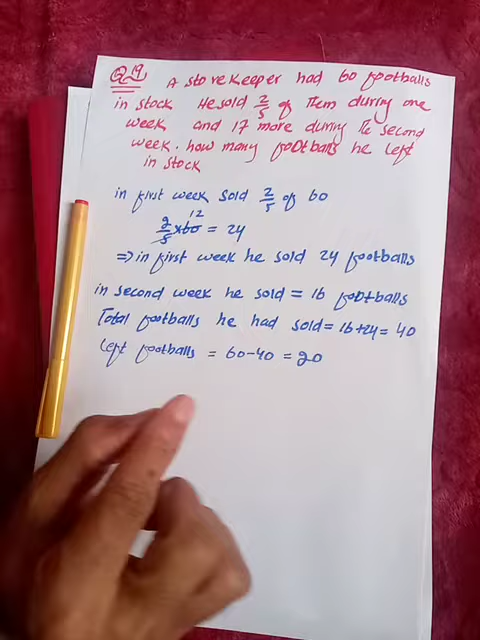 Q.19 A storekeeper had 60 footballs
in stock He sold 2/5 of them during one
week and 17 more during the second
week. how many footballs he left
in stock
in first week sold 2/5 of 60
2/5 × 60 12 = 24
⇒ in first week he sold 24 footballs
in second week he sold = 16 footballs
Total footballs he had sold = 16+24 = 40
Left footballs = 60-40 = 20